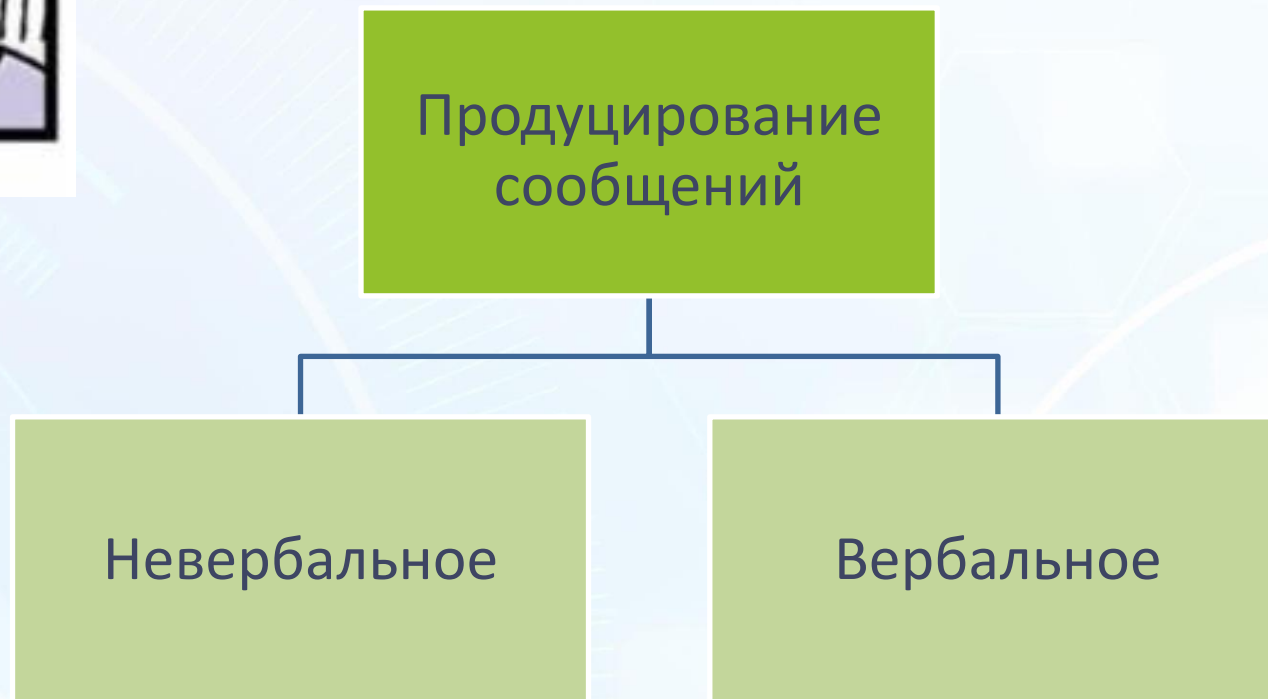 Продуцирование
сообщений
Невербальное
Вербальное